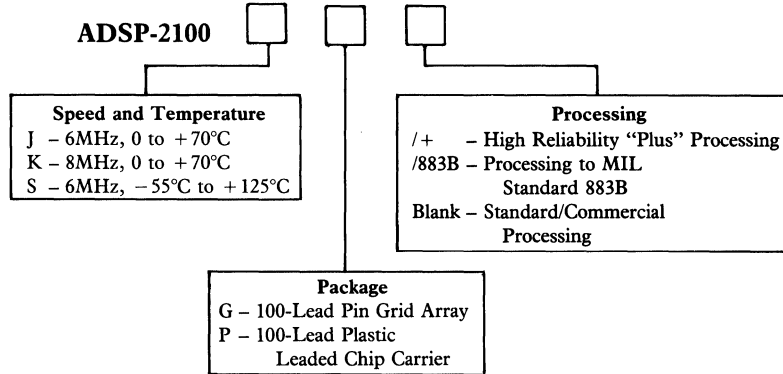 ADSP-2100
Speed and Temperature
J – 6MHz, 0 to +70°C
K – 8MHz, 0 to +70°C
S – 6MHz, −55°C to +125°C
Processing
/+ – High Reliability “Plus” Processing
/883B – Processing to MIL
Standard 883B
Blank – Standard/Commercial
Processing
Package
G – 100-Lead Pin Grid Array
P – 100-Lead Plastic
Leaded Chip Carrier